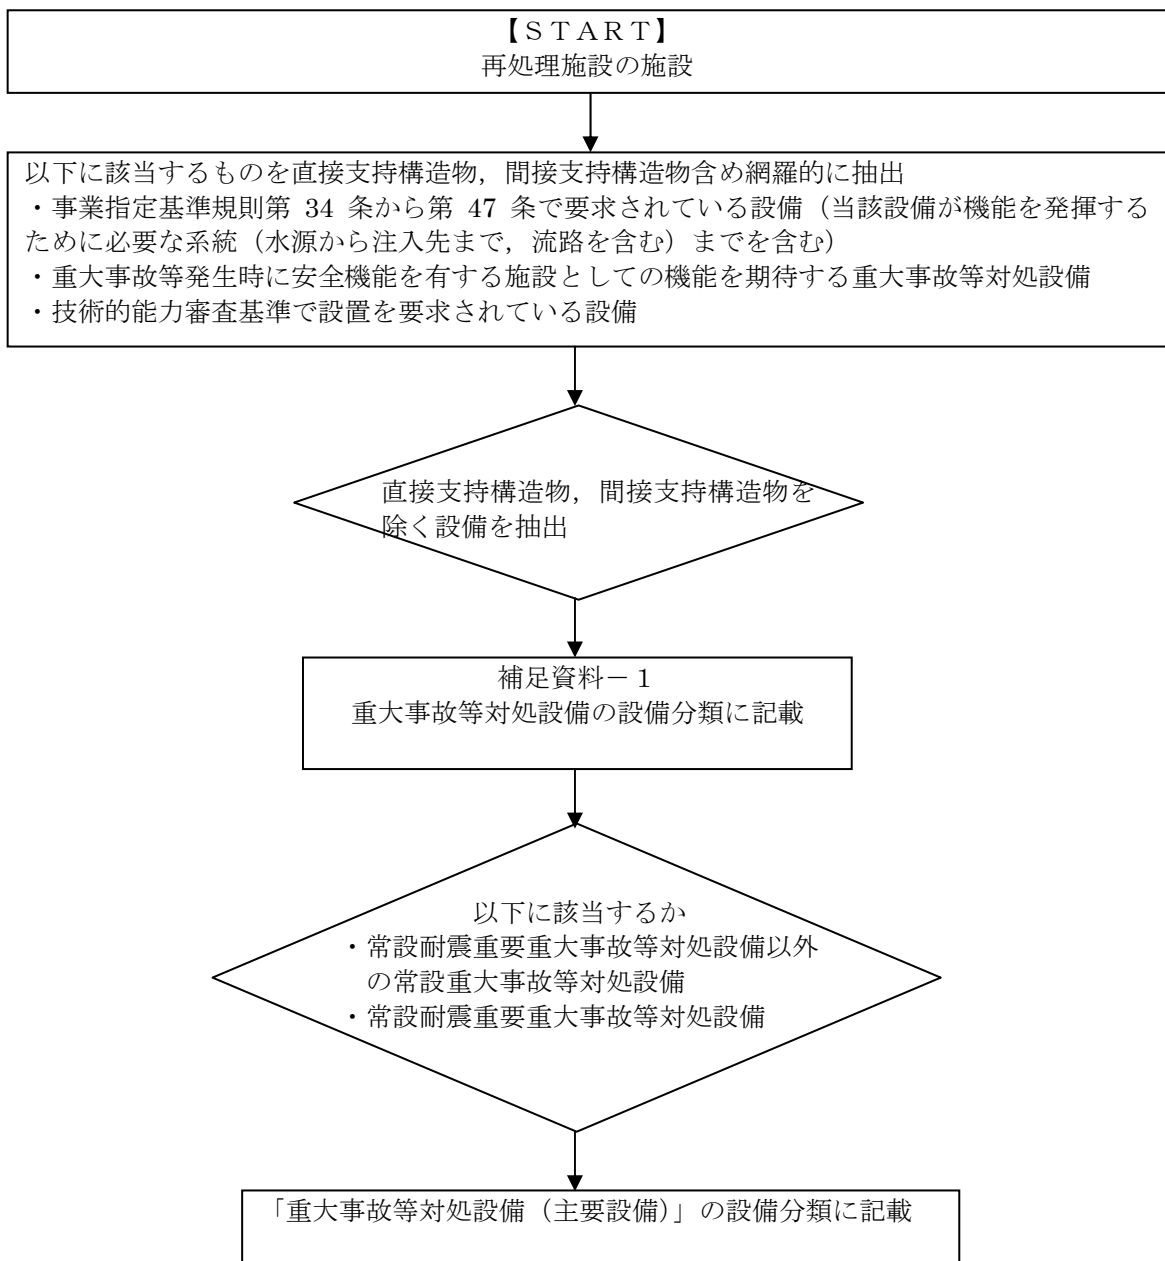 【ＳＴＡＲＴ】
再処理施設の施設
以下に該当するものを直接支持構造物，間接支持構造物含め網羅的に抽出
・事業指定基準規則第 34 条から第 47 条で要求されている設備（当該設備が機能を発揮する
ために必要な系統（水源から注入先まで，流路を含む）までを含む）
・重大事故等発生時に安全機能を有する施設としての機能を期待する重大事故等対処設備
・技術的能力審査基準で設置を要求されている設備
直接支持構造物，間接支持構造物を
除く設備を抽出
補足資料－１
重大事故等対処設備の設備分類に記載
以下に該当するか
・常設耐震重要重大事故等対処設備以外
の常設重大事故等対処設備
・常設耐震重要重大事故等対処設備
「重大事故等対処設備（主要設備）」の設備分類に記載